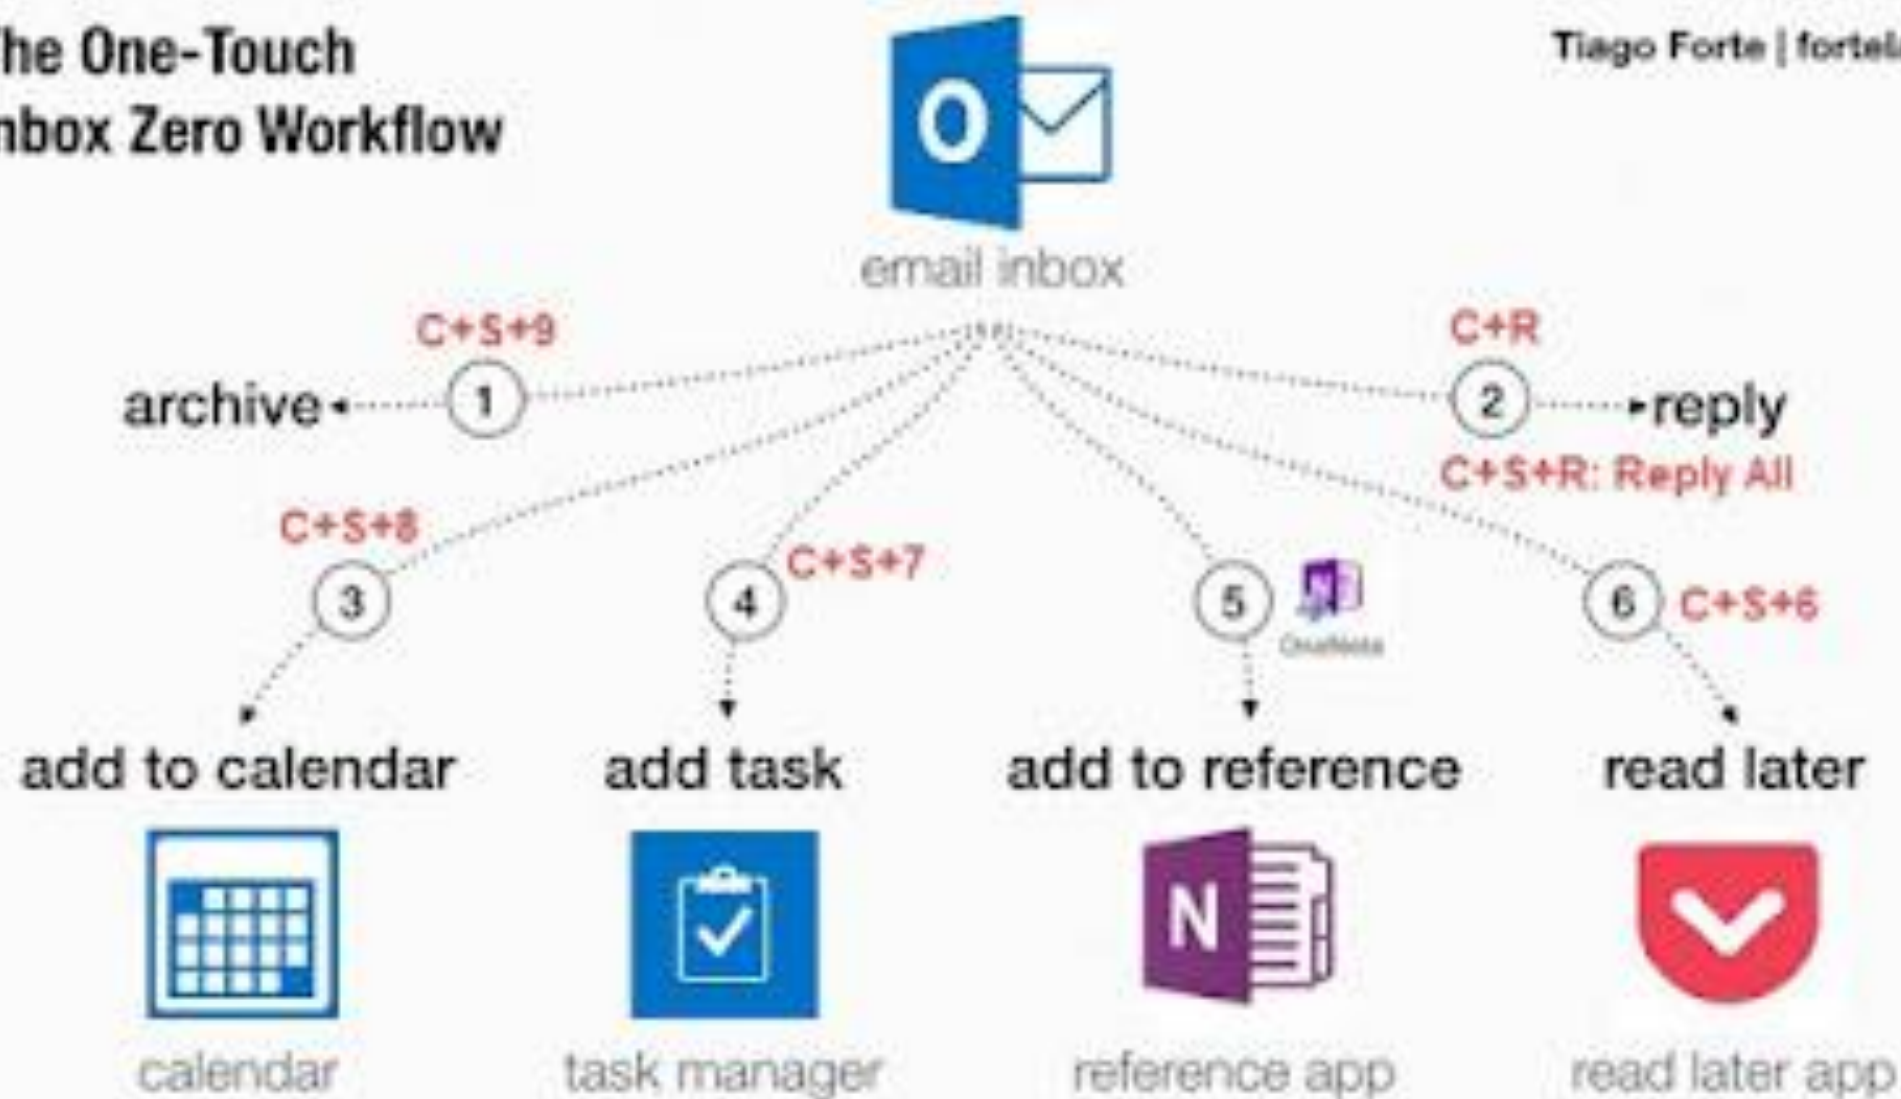 he One-Touch
nbox Zero Workflow
Tiago Forte | fortel
O
email inbox
C+S+9
C+R
archive
1
2
reply
C+S+R: Reply All
C+S+8
C+S+7
3
4
5
N
6
C+S+6
OneNote
add to calendar
add task
add to reference
read later
N
calendar
task manager
reference app
read later app